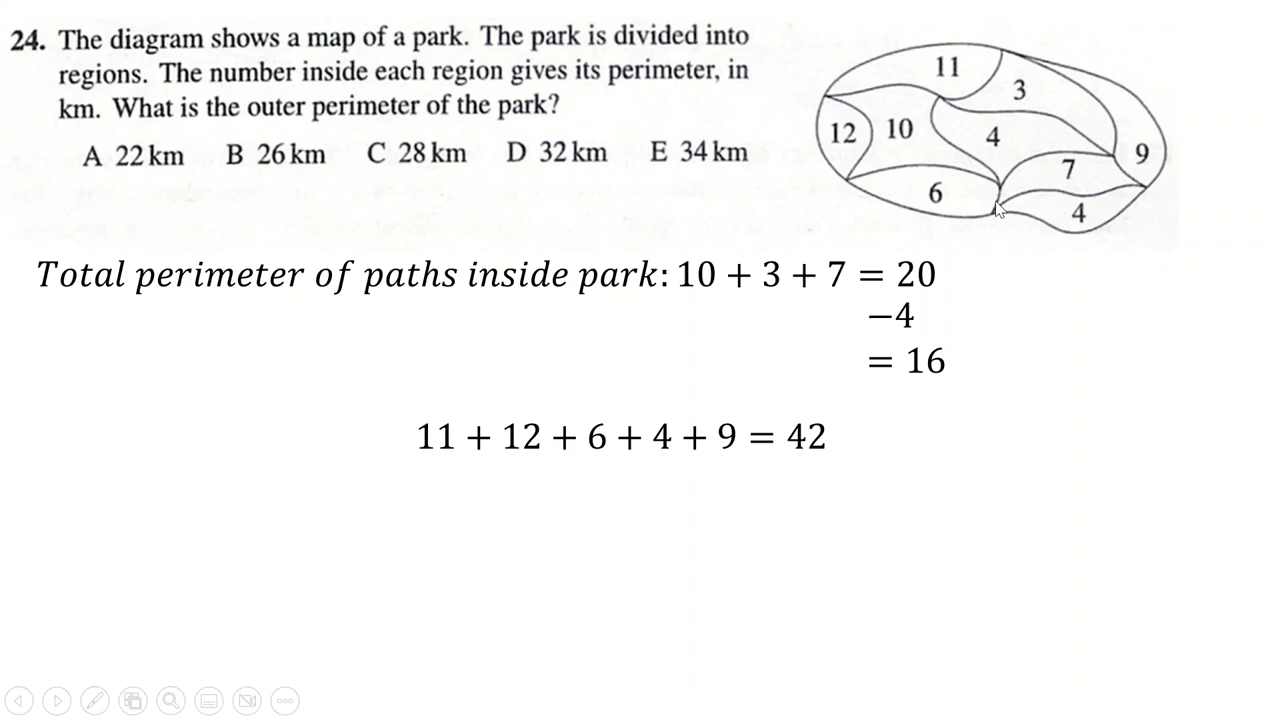 24. The diagram shows a map of a park. The park is divided into
regions. The number inside each region gives its perimeter, in
km. What is the outer perimeter of the park?
A 22 km B 26 km C 28 km D 32 km E 34 km
11
3
12
10
4
9
7
6
4
Total perimeter of paths inside park: 10 + 3 + 7 = 20
−4
= 16
11 + 12 + 6 + 4 + 9 = 42